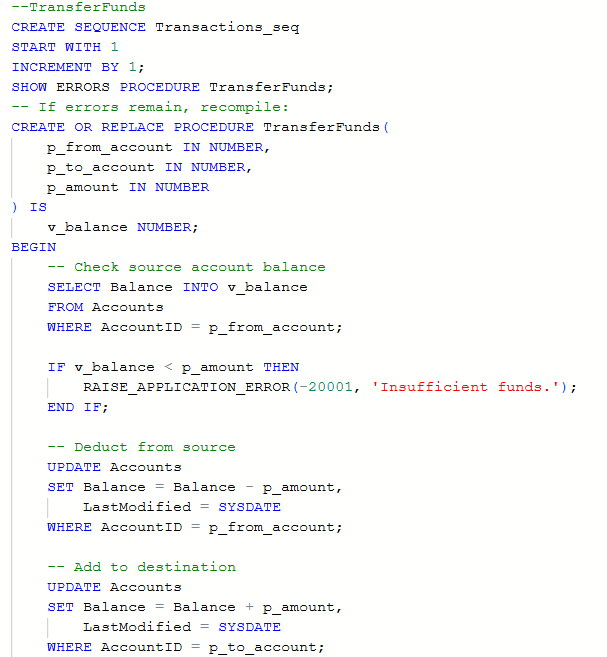 --TransferFunds
CREATE SEQUENCE Transactions_seq
START WITH 1
INCREMENT BY 1;
SHOW ERRORS PROCEDURE TransferFunds;
-- If errors remain, recompile:
CREATE OR REPLACE PROCEDURE TransferFunds(
    p_from_account IN NUMBER,
    p_to_account IN NUMBER,
    p_amount IN NUMBER
) IS
    v_balance NUMBER;
BEGIN
    -- Check source account balance
    SELECT Balance INTO v_balance
    FROM Accounts
    WHERE AccountID = p_from_account;

    IF v_balance < p_amount THEN
        RAISE_APPLICATION_ERROR(-20001, 'Insufficient funds.');
    END IF;

    -- Deduct from source
    UPDATE Accounts
    SET Balance = Balance - p_amount,
        LastModified = SYSDATE
    WHERE AccountID = p_from_account;

    -- Add to destination
    UPDATE Accounts
    SET Balance = Balance + p_amount,
        LastModified = SYSDATE
    WHERE AccountID = p_to_account;